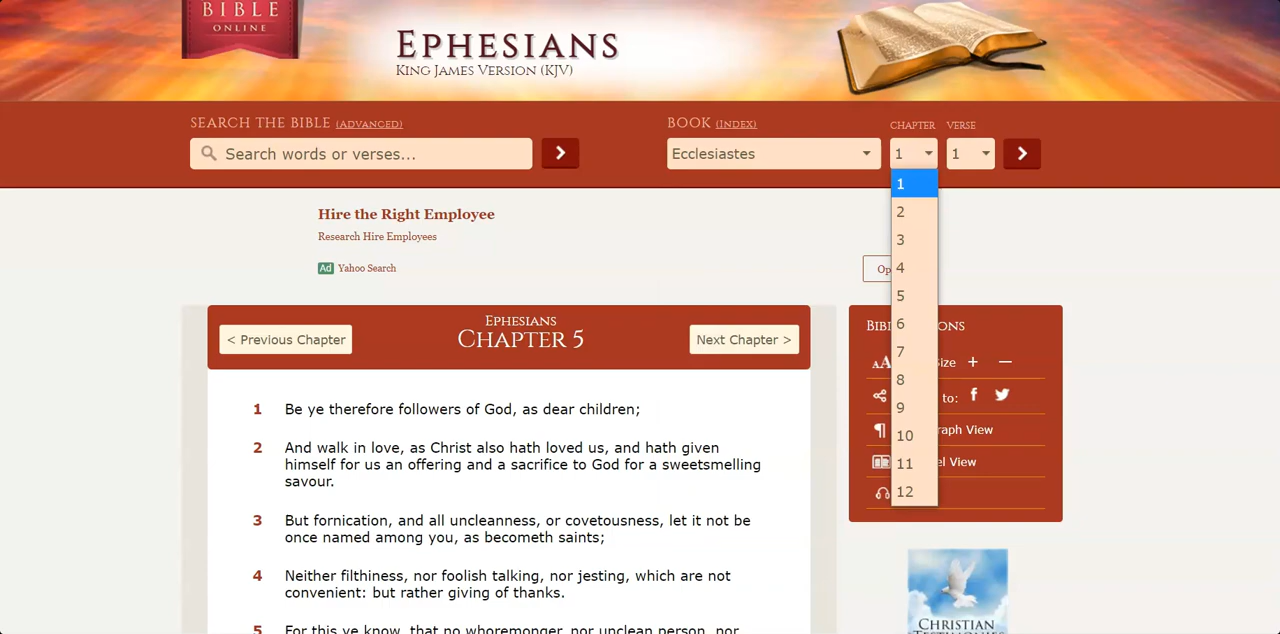 BIBLE
ONLINE
EPHESIANS
KING JAMES VERSION (KJV)
SEARCH THE BIBLE (ADVANCED)
Search words or verses...
BOOK (INDEX)
CHAPTER
VERSE
Ecclesiastes
1
1
1
2
3
4
5
6
7
8
9
10
11
12
Hire the Right Employee
Research Hire Employees
Ad Yahoo Search
EPHESIANS
CHAPTER 5
< Previous Chapter
Next Chapter >
1 Be ye therefore followers of God, as dear children;
2 And walk in love, as Christ also hath loved us, and hath given
himself for us an offering and a sacrifice to God for a sweetsmelling
savour.
3 But fornication, and all uncleanness, or covetousness, let it not be
once named among you, as becometh saints;
4 Neither filthiness, nor foolish talking, nor jesting, which are not
convenient: but rather giving of thanks.
5 For this ye know, that no whoremonger, nor unclean person, nor
to:
View
View
CHRISTIAN